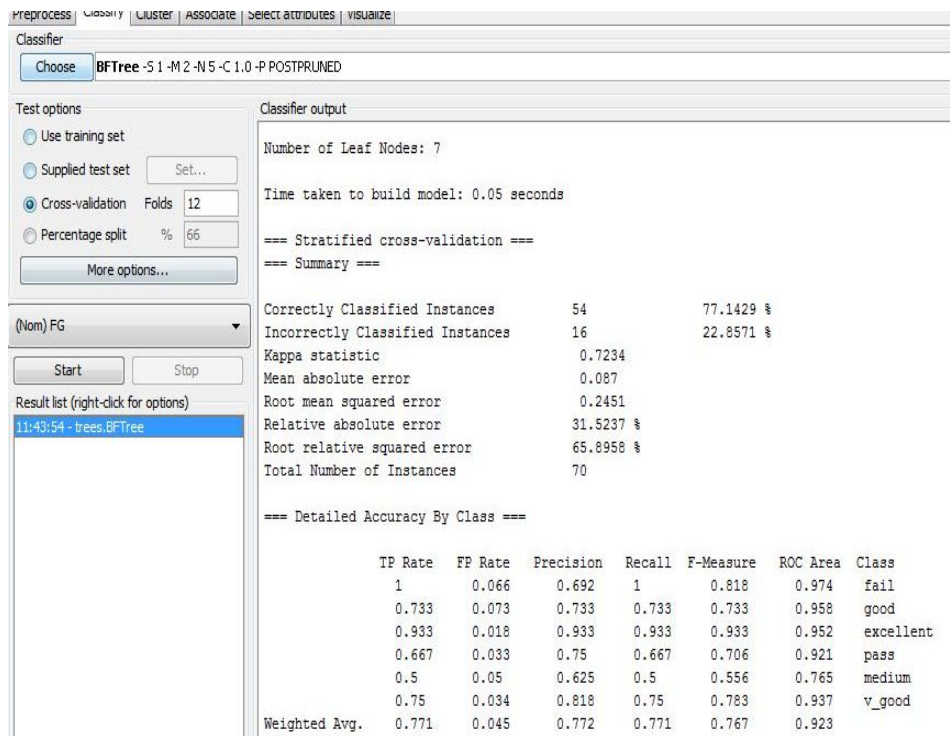 Preprocess Classify Cluster Associate Select attributes Visualize
Classifier
Choose BFTree -S 1 -M 2 -N 5 -C 1.0 -P POSTPRUNED
Test options
Use training set
Supplied test set Set...
Cross-validation Folds 12
Percentage split % 66
More options...
(Nom) FG
Start Stop
Result list (right-click for options)
11:43:54 - trees.BFTree
Classifier output
Number of Leaf Nodes: 7
Time taken to build model: 0.05 seconds
=== Stratified cross-validation ===
=== Summary ===
Correctly Classified Instances 54 77.1429 %
Incorrectly Classified Instances 16 22.8571 %
Kappa statistic 0.7234
Mean absolute error 0.087
Root mean squared error 0.2451
Relative absolute error 31.5237 %
Root relative squared error 65.8958 %
Total Number of Instances 70
=== Detailed Accuracy By Class ===
TP Rate FP Rate Precision Recall F-Measure ROC Area Class
1 0.066 0.692 1 0.818 0.974 fail
0.733 0.073 0.733 0.733 0.733 0.958 good
0.933 0.018 0.933 0.933 0.933 0.952 excellent
0.667 0.033 0.75 0.667 0.706 0.921 pass
0.5 0.05 0.625 0.5 0.556 0.765 medium
0.75 0.034 0.818 0.75 0.783 0.937 v_good
Weighted Avg. 0.771 0.045 0.772 0.771 0.767 0.923